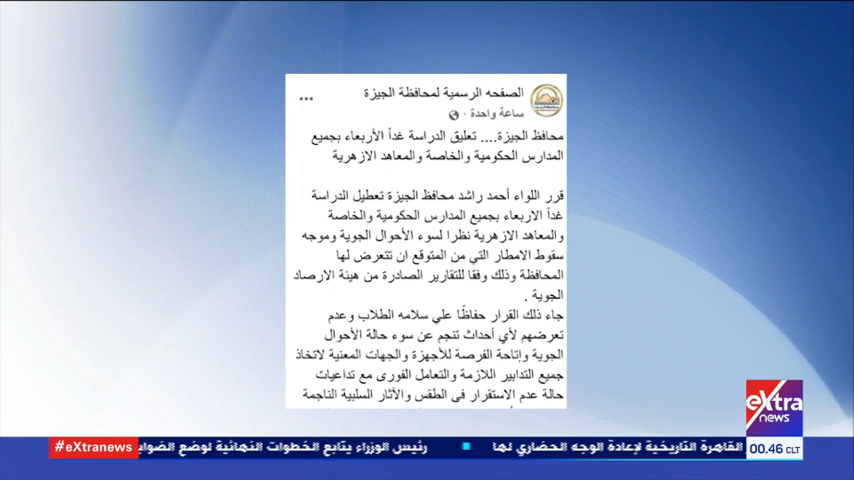 الصفحه الرسمية لمحافظة الجيزة
ساعة واحدة ·
محافظ الجيزة.... تعليق الدراسة غداً الأربعاء بجميع
المدارس الحكومية والخاصة والمعاهد الازهرية
قرر اللواء أحمد راشد محافظ الجيزة تعطيل الدراسة
غداً الاربعاء بجميع المدارس الحكومية والخاصة
والمعاهد الازهرية نظرا لسوء الأحوال الجوية وموجه
سقوط الامطار التي من المتوقع ان تتعرض لها
المحافظة وذلك وفقا للتقارير الصادرة من هيئة الارصاد
الجوية .
جاء ذلك القرار حفاظًا علي سلامه الطلاب وعدم
تعرضهم لأي أحداث تنجم عن سوء حالة الأحوال
الجوية وإتاحة الفرصة للأجهزة والجهات المعنية لاتخاذ
جميع التدابير اللازمة والتعامل الفورى مع تداعيات
حالة عدم الاستقرار فى الطقس والآثار السلبية الناجمة
eXtra
news
00.46 CLT
القاهرة التاريخية لإعادة الوجه الحضاري لها
رئيس الوزراء يتابع الخطوات النهائية لوضع الضواب
#eXtranews